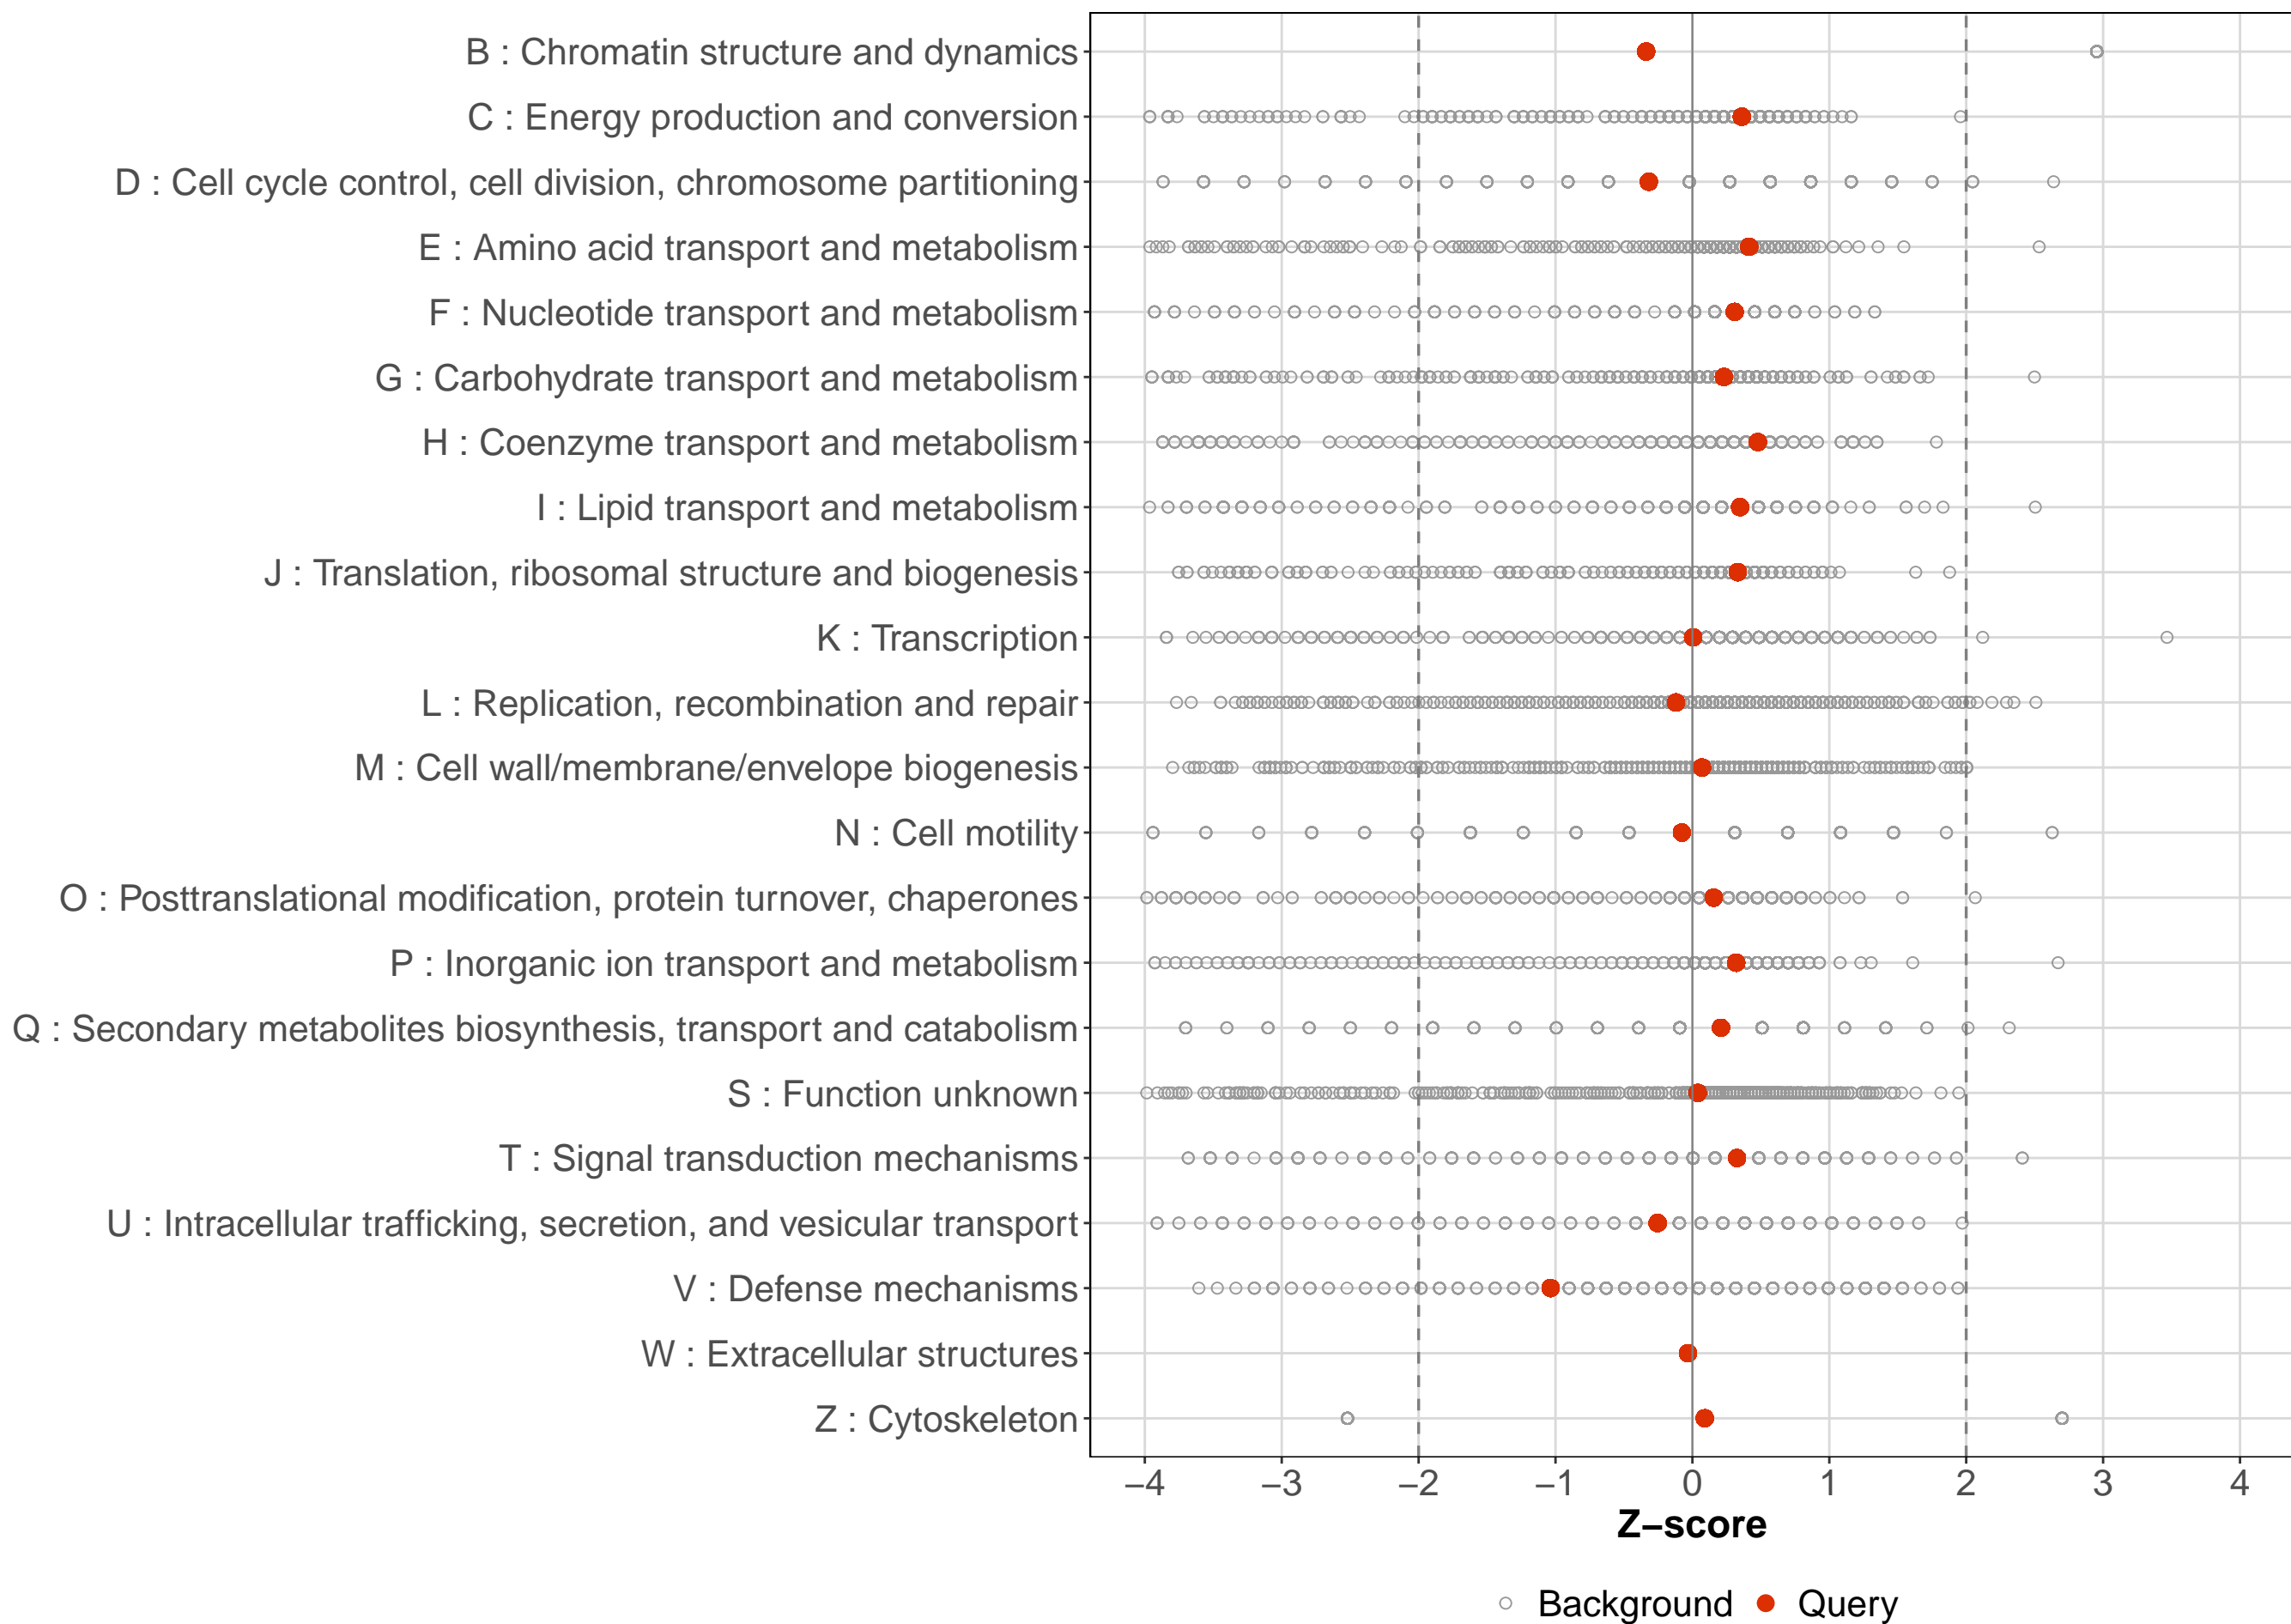 B : Chromatin structure and dynamics
C : Energy production and conversion
D : Cell cycle control, cell division, chromosome partitioning
E : Amino acid transport and metabolism
F : Nucleotide transport and metabolism
G : Carbohydrate transport and metabolism
H : Coenzyme transport and metabolism
I : Lipid transport and metabolism
J : Translation, ribosomal structure and biogenesis
K : Transcription
L : Replication, recombination and repair
M : Cell wall/membrane/envelope biogenesis
N : Cell motility
O : Posttranslational modification, protein turnover, chaperones
P : Inorganic ion transport and metabolism
Q : Secondary metabolites biosynthesis, transport and catabolism
S : Function unknown
T : Signal transduction mechanisms
U : Intracellular trafficking, secretion, and vesicular transport
V : Defense mechanisms
W : Extracellular structures
Z : Cytoskeleton
−4 −3 −2 −1 0 1 2 3 4
Z−score
Background Query